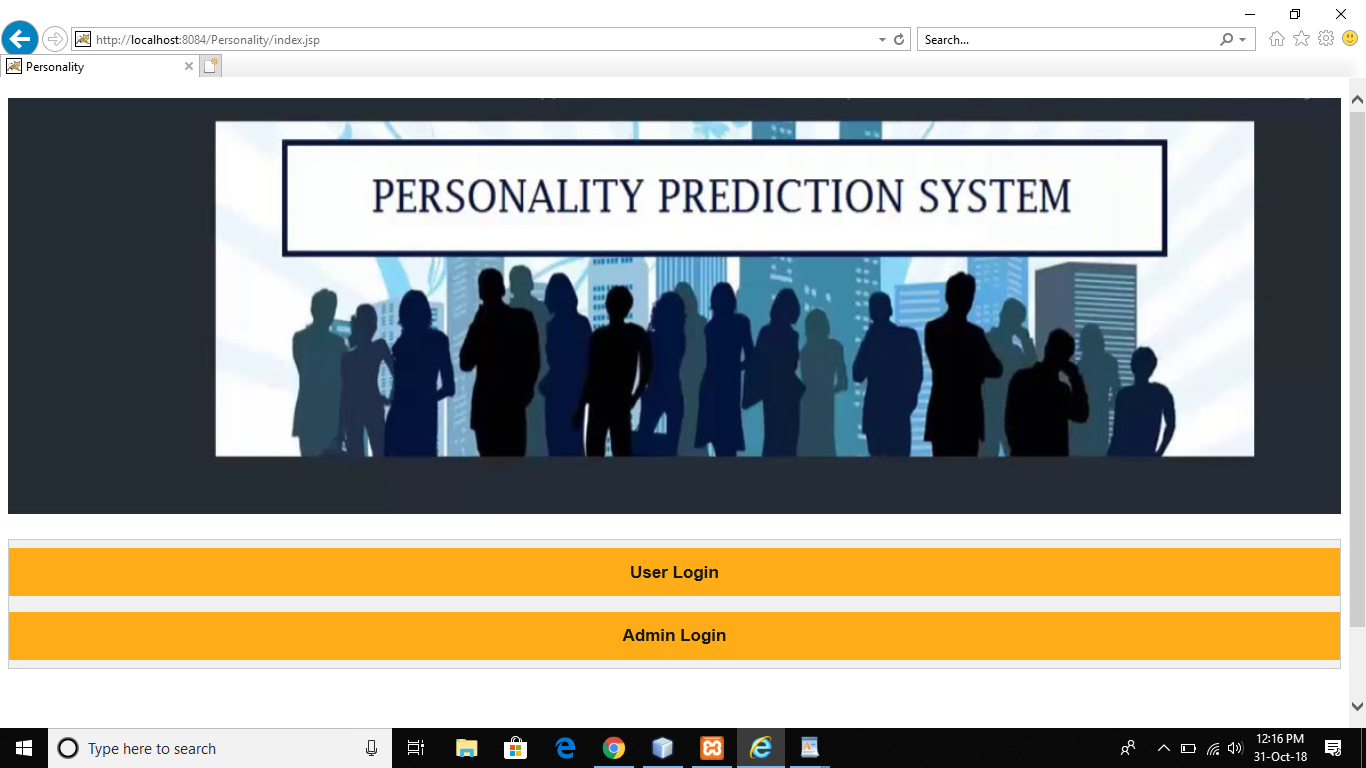 http://localhost:8084/Personality/index.jsp
Search...
Personality
PERSONALITY PREDICTION SYSTEM
User Login
Admin Login
Type here to search
12:16 PM
31-Oct-18